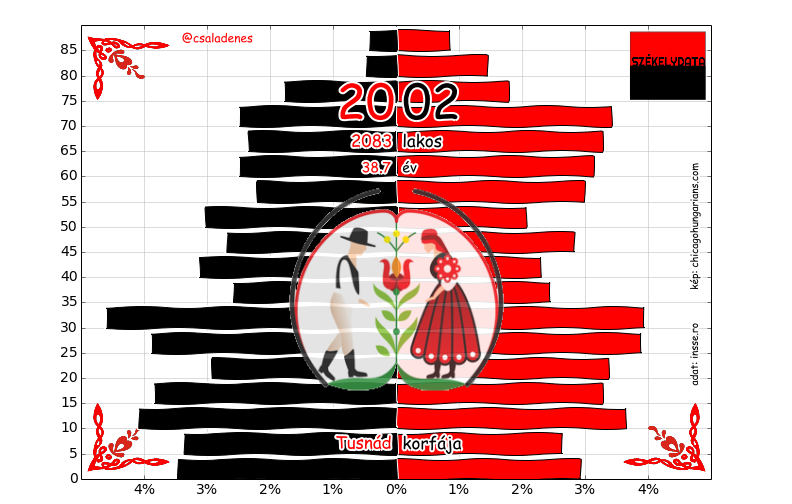 @csaladenes
SZÉKELYDATA
2002
2083 lakos
38.7 év
kép: chicagohungarians.com
adat: insse.ro
Tusnád korfája
85
80
75
70
65
60
55
50
45
40
35
30
25
20
15
10
5
0
4% 3% 2% 1% 0% 1% 2% 3% 4%